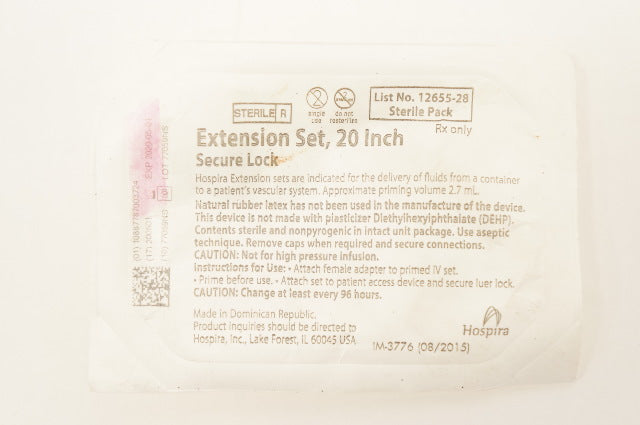 STERILE R
single use
do not resterilize
List No. 12655-28
Sterile Pack
Rx only
Extension Set, 20 Inch
Secure Lock
Hospira Extension sets are indicated for the delivery of fluids from a container
to a patient's vascular system. Approximate priming volume 2.7 mL.
Natural rubber latex has not been used in the manufacture of the device.
This device is not made with plasticizer Diethylhexylphthalate (DEHP).
Contents sterile and nonpyrogenic in intact unit package. Use aseptic
technique. Remove caps when required and secure connections.
CAUTION: Not for high pressure infusion.
Instructions for Use: • Attach female adapter to primed IV set.
• Prime before use. • Attach set to patient access device and secure luer lock.
CAUTION: Change at least every 96 hours.
Made in Dominican Republic.
Product Inquiries should be directed to
Hospira, Inc., Lake Forest, IL 60045 USA
IM-3776 (08/2015)
Hospira